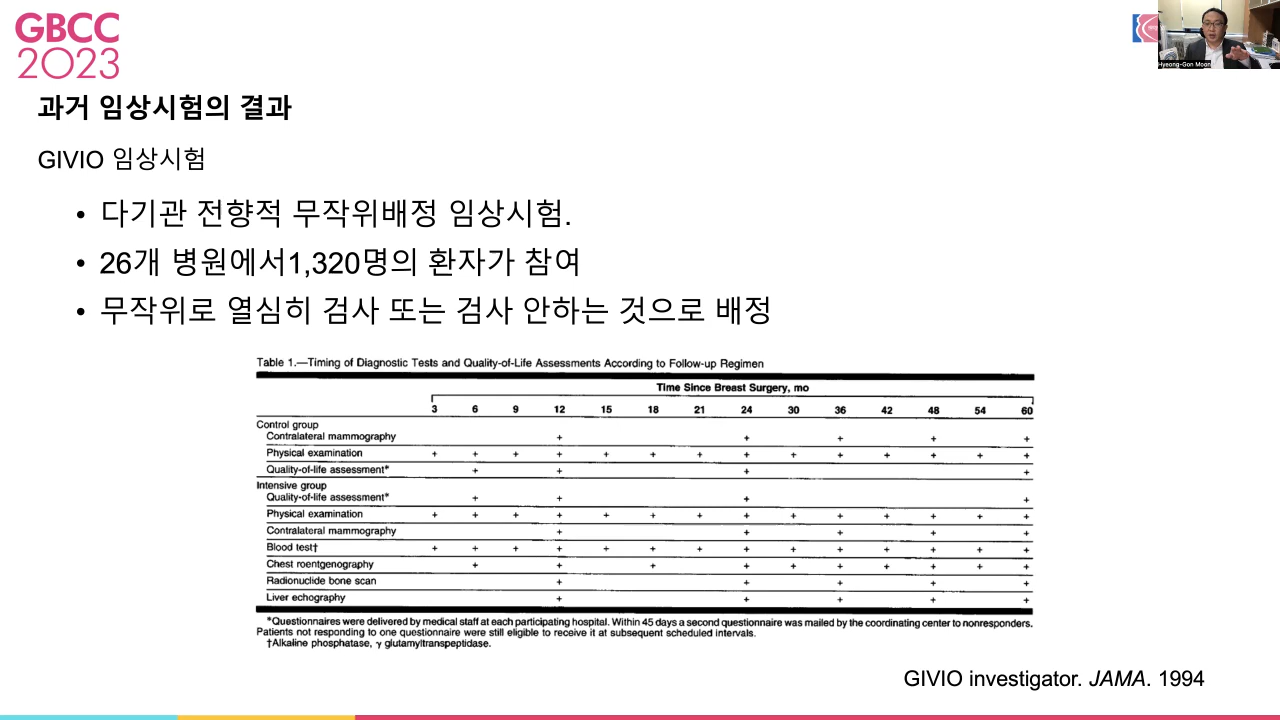 GBCC
2023
Hyeong-Gon Moon
과거 임상시험의 결과
GIVIO 임상시험
• 다기관 전향적 무작위배정 임상시험.
• 26개 병원에서1,320명의 환자가 참여
• 무작위로 열심히 검사 또는 검사 안하는 것으로 배정
Table 1.—Timing of Diagnostic Tests and Quality-of-Life Assessments According to Follow-up Regimen
Time Since Breast Surgery, mo
3 6 9 12 15 18 21 24 30 36 42 48 54 60
Control group
Contralateral mammography + + + + +
Physical examination + + + + + + + + + + + + + +
Quality-of-life assessment* + + + +
Intensive group
Quality-of-life assessment* + + + +
Physical examination + + + + + + + + + + + + + +
Contralateral mammography + + + + +
Blood test† + + + + + + + + + + + + + +
Chest roentgenography + + + + + + + + + +
Radionuclide bone scan + + + + +
Liver echography + + + + +
*Questionnaires were delivered by medical staff at each participating hospital. Within 45 days a second questionnaire was mailed by the coordinating center to nonresponders.
Patients not responding to one questionnaire were still eligible to receive it at subsequent scheduled intervals.
†Alkaline phosphatase, γ glutamyltranspeptidase.
GIVIO investigator. JAMA. 1994